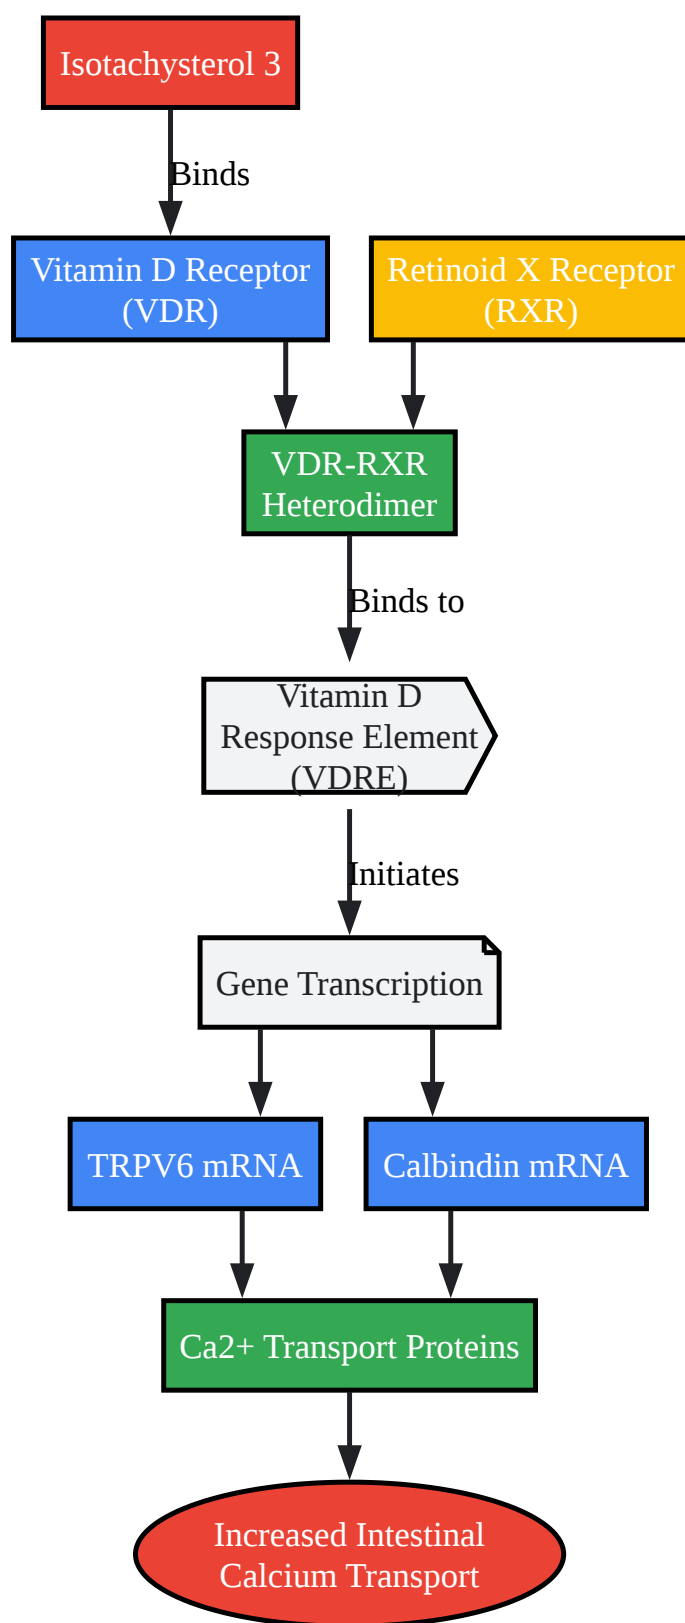 Isotachysterol 3
Binds
Vitamin D Receptor
(VDR)
Retinoid X Receptor
(RXR)
VDR-RXR
Heterodimer
Binds to
Vitamin D
Response Element
(VDRE)
Initiates
Gene Transcription
TRPV6 mRNA
Calbindin mRNA
Ca2+ Transport Proteins
Increased Intestinal
Calcium Transport